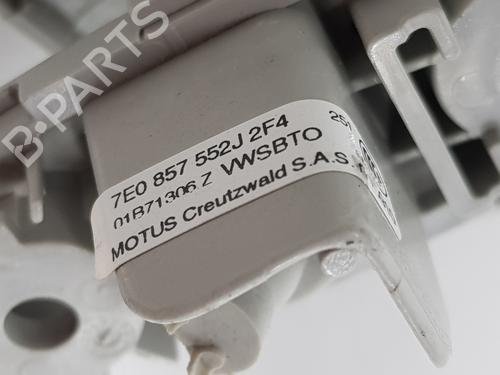 B-PARTS
7E0 857 552J 2F4
01B71306 Z VWSBTO
MOTUS Creutzwald S.A.S.